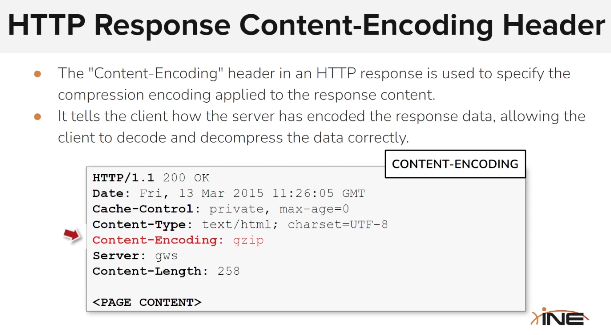 HTTP Response Content-Encoding Header
● The "Content-Encoding" header in an HTTP response is used to specify the
compression encoding applied to the response content.
● It tells the client how the server has encoded the response data, allowing the
client to decode and decompress the data correctly.
CONTENT-ENCODING
HTTP/1.1 200 OK
Date: Fri, 13 Mar 2015 11:26:05 GMT
Cache-Control: private, max-age=0
Content-Type: text/html; charset=UTF-8
Content-Encoding: gzip
Server: gws
Content-Length: 258
<PAGE CONTENT>
INE